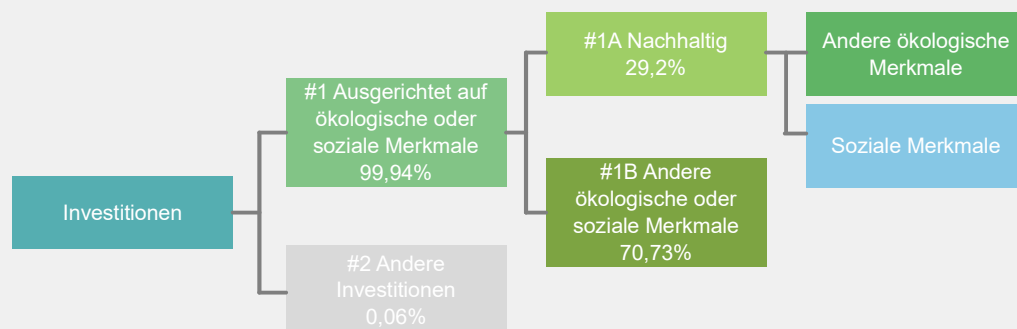 Investitionen
#1 Ausgerichtet auf
ökologische oder
soziale Merkmale
99,94%
#2 Andere
Investitionen
0,06%
#1A Nachhaltig
29,2%
#1B Andere
ökologische oder
soziale Merkmale
70,73%
Andere ökologische
Merkmale
Soziale Merkmale